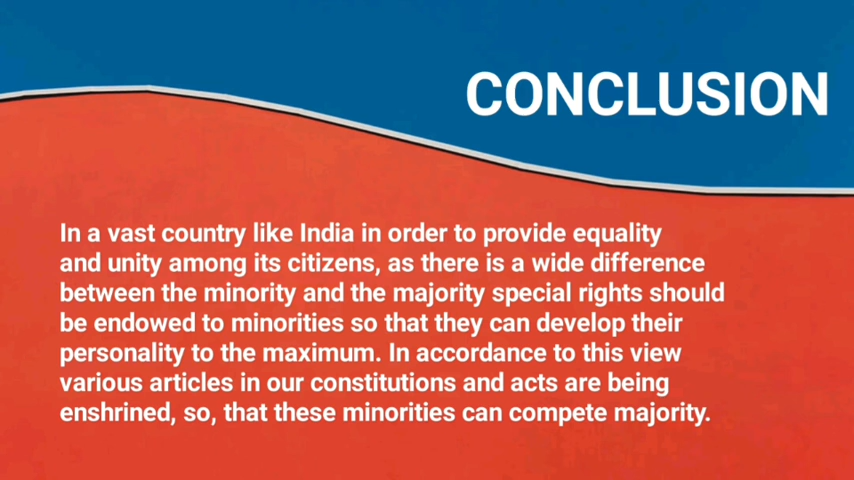 CONCLUSION
In a vast country like India in order to provide equality
and unity among its citizens, as there is a wide difference
between the minority and the majority special rights should
be endowed to minorities so that they can develop their
personality to the maximum. In accordance to this view
various articles in our constitutions and acts are being
enshrined, so, that these minorities can compete majority.